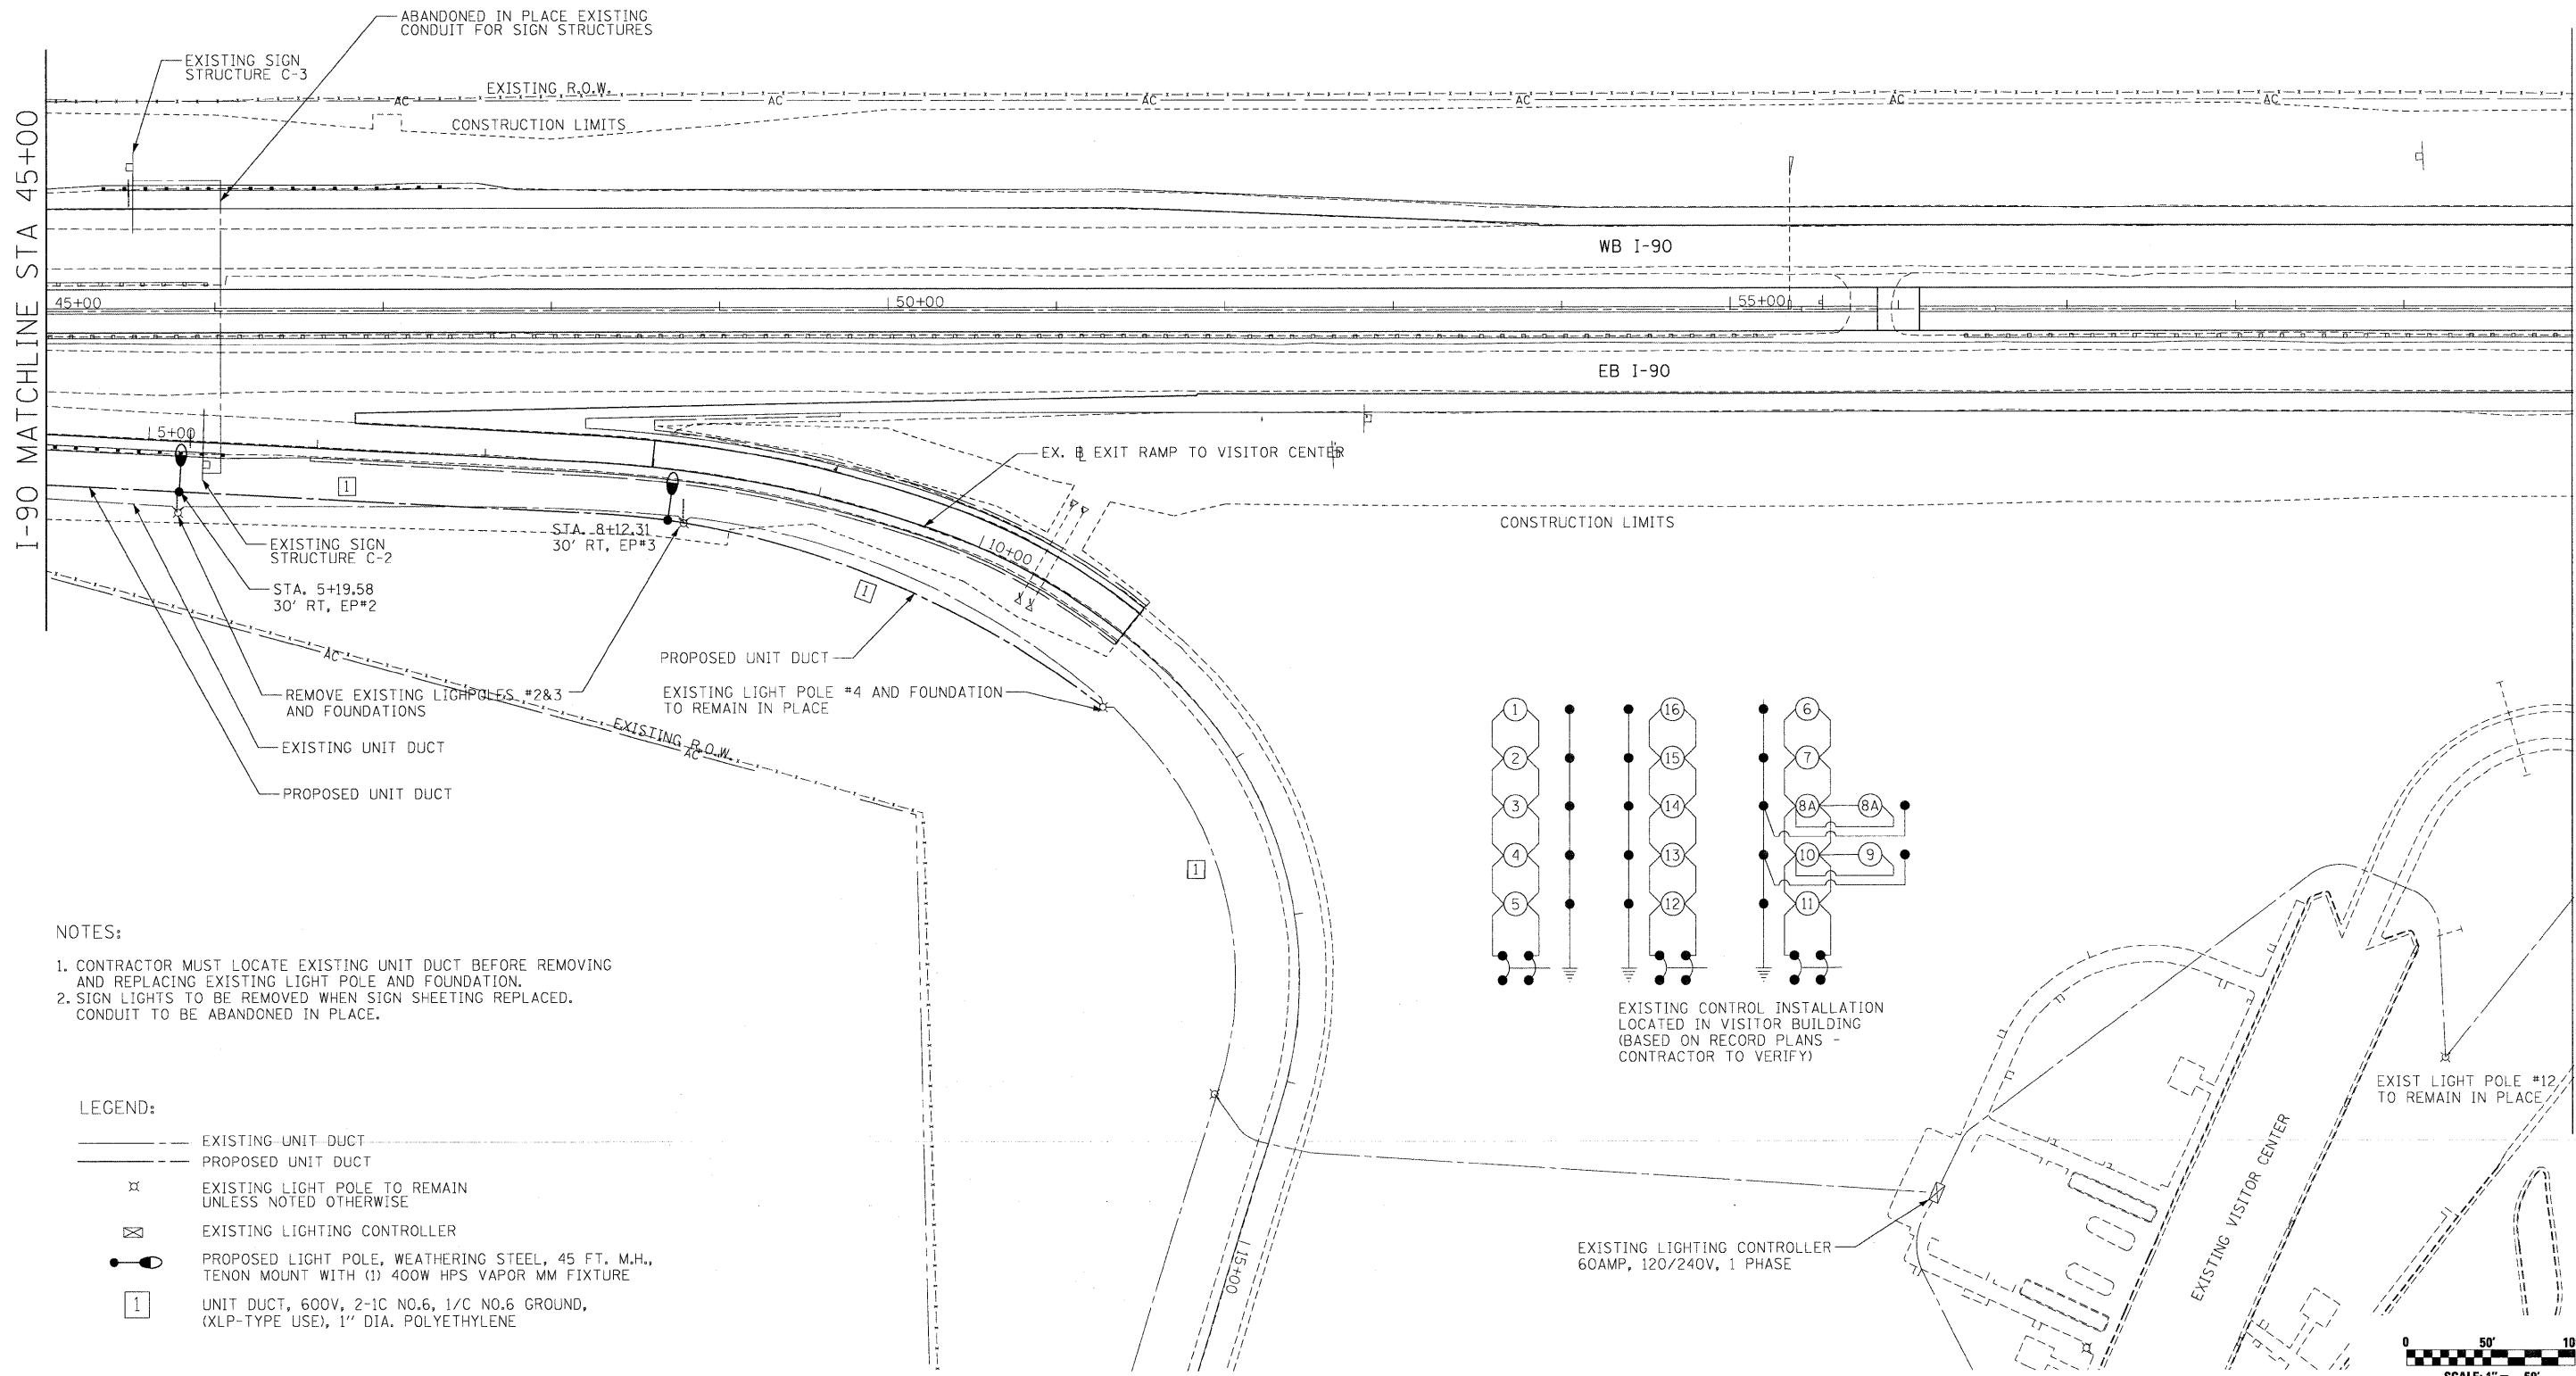 ABANDONED IN PLACE EXISTING
CONDUIT FOR SIGN STRUCTURES
EXISTING SIGN
STRUCTURE C-3
EXISTING R.O.W.
AC
AC
AC
AC
AC
AC
CONSTRUCTION LIMITS
I-90 MATCHLINE STA 45+00
WB I-90
45+00
50+00
55+00
EB I-90
5+00
1
EX. ℄ EXIT RAMP TO VISITOR CENTER
CONSTRUCTION LIMITS
STA. 8+12.31
30' RT, EP#3
10+00
EXISTING SIGN
STRUCTURE C-2
STA. 5+19.58
30' RT, EP#2
1
AC
PROPOSED UNIT DUCT
REMOVE EXISTING LIGHPOLES #2&3
AND FOUNDATIONS
EXISTING LIGHT POLE #4 AND FOUNDATION
TO REMAIN IN PLACE
EXISTING R.O.W.
AC
EXISTING UNIT DUCT
PROPOSED UNIT DUCT
1 16 6
2 15 7
3 14 8A 8A
4 13 10 9
5 12 11
1
EXISTING CONTROL INSTALLATION
LOCATED IN VISITOR BUILDING
(BASED ON RECORD PLANS -
CONTRACTOR TO VERIFY)
NOTES:
1. CONTRACTOR MUST LOCATE EXISTING UNIT DUCT BEFORE REMOVING
AND REPLACING EXISTING LIGHT POLE AND FOUNDATION.
2. SIGN LIGHTS TO BE REMOVED WHEN SIGN SHEETING REPLACED.
CONDUIT TO BE ABANDONED IN PLACE.
EXIST LIGHT POLE #12
TO REMAIN IN PLACE
EXISTING VISITOR CENTER
LEGEND:
EXISTING UNIT DUCT
PROPOSED UNIT DUCT
EXISTING LIGHT POLE TO REMAIN
UNLESS NOTED OTHERWISE
EXISTING LIGHTING CONTROLLER
PROPOSED LIGHT POLE, WEATHERING STEEL, 45 FT. M.H.,
TENON MOUNT WITH (1) 400W HPS VAPOR MM FIXTURE
1
UNIT DUCT, 600V, 2-1C NO.6, 1/C NO.6 GROUND,
(XLP-TYPE USE), 1" DIA. POLYETHYLENE
15+00
EXISTING LIGHTING CONTROLLER
60AMP, 120/240V, 1 PHASE
0 50' 10
SCALE: 1" = 50'